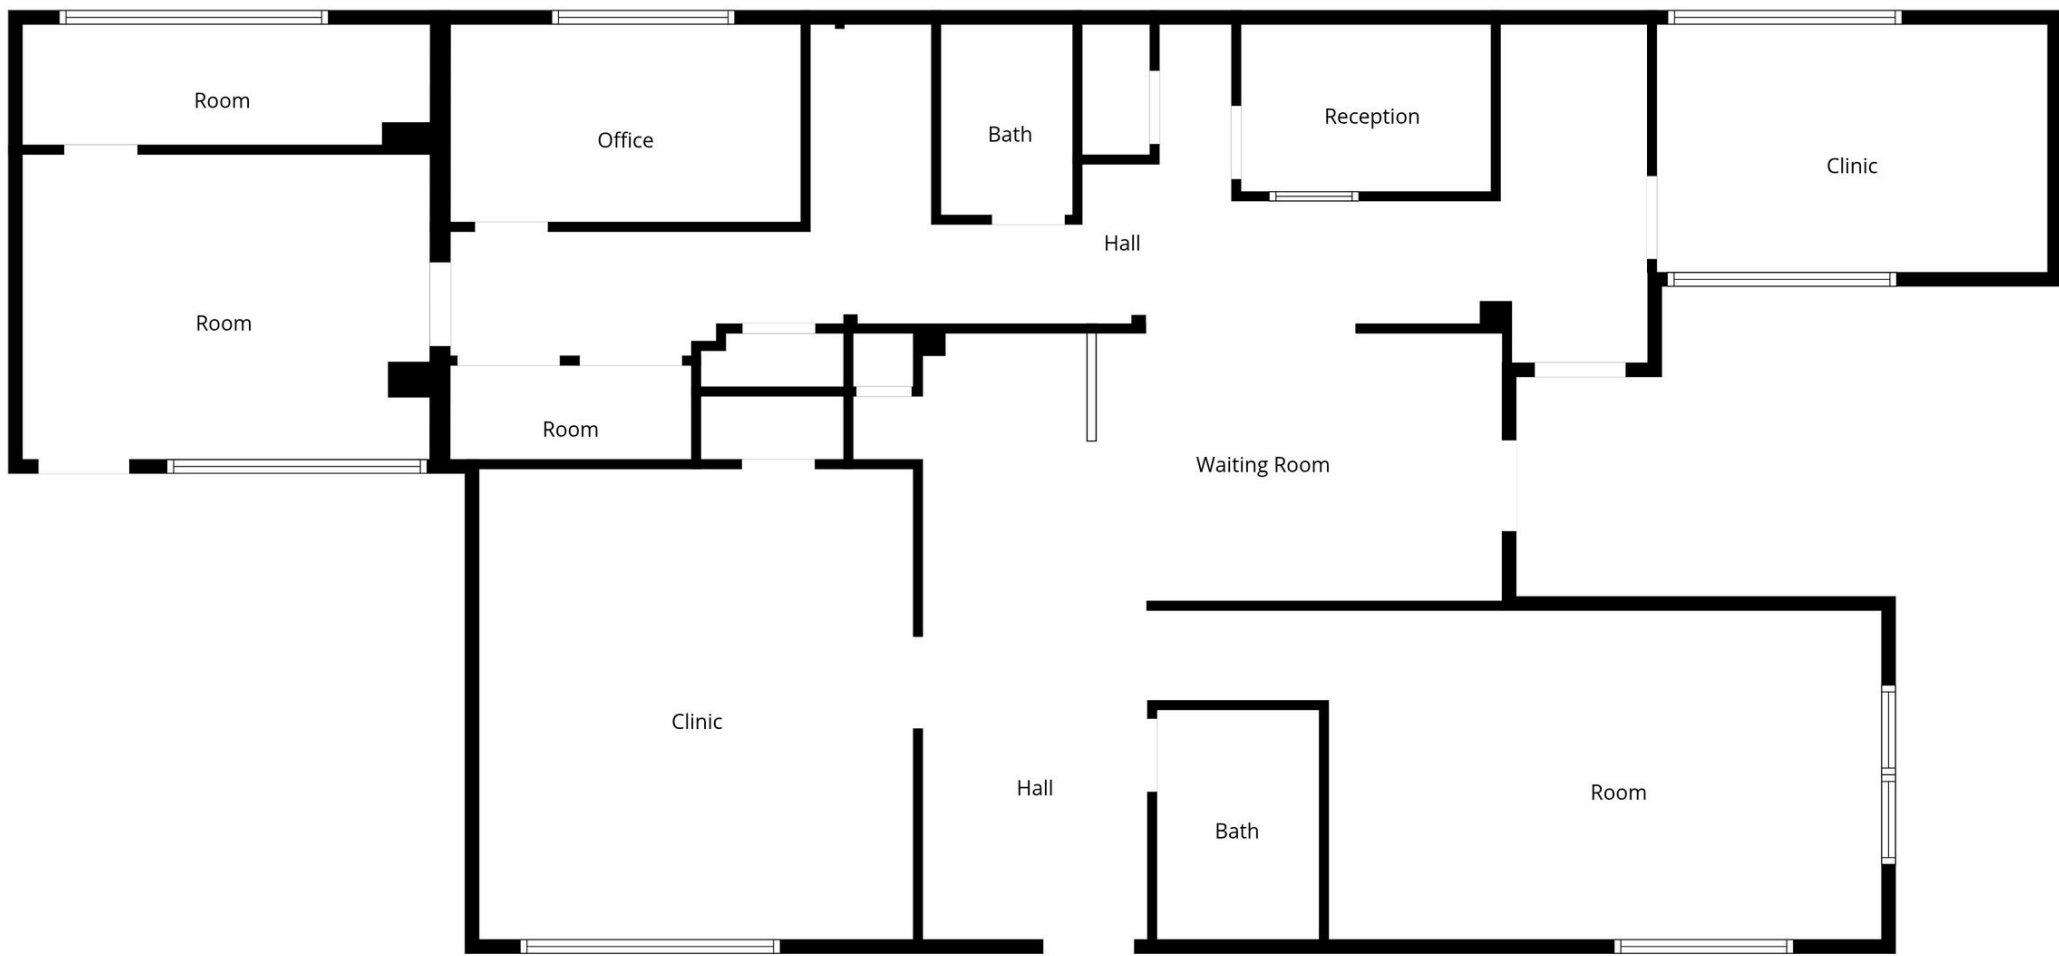 Room
Office
Bath
Reception
Clinic
Hall
Room
Room
Waiting Room
Clinic
Hall
Bath
Room